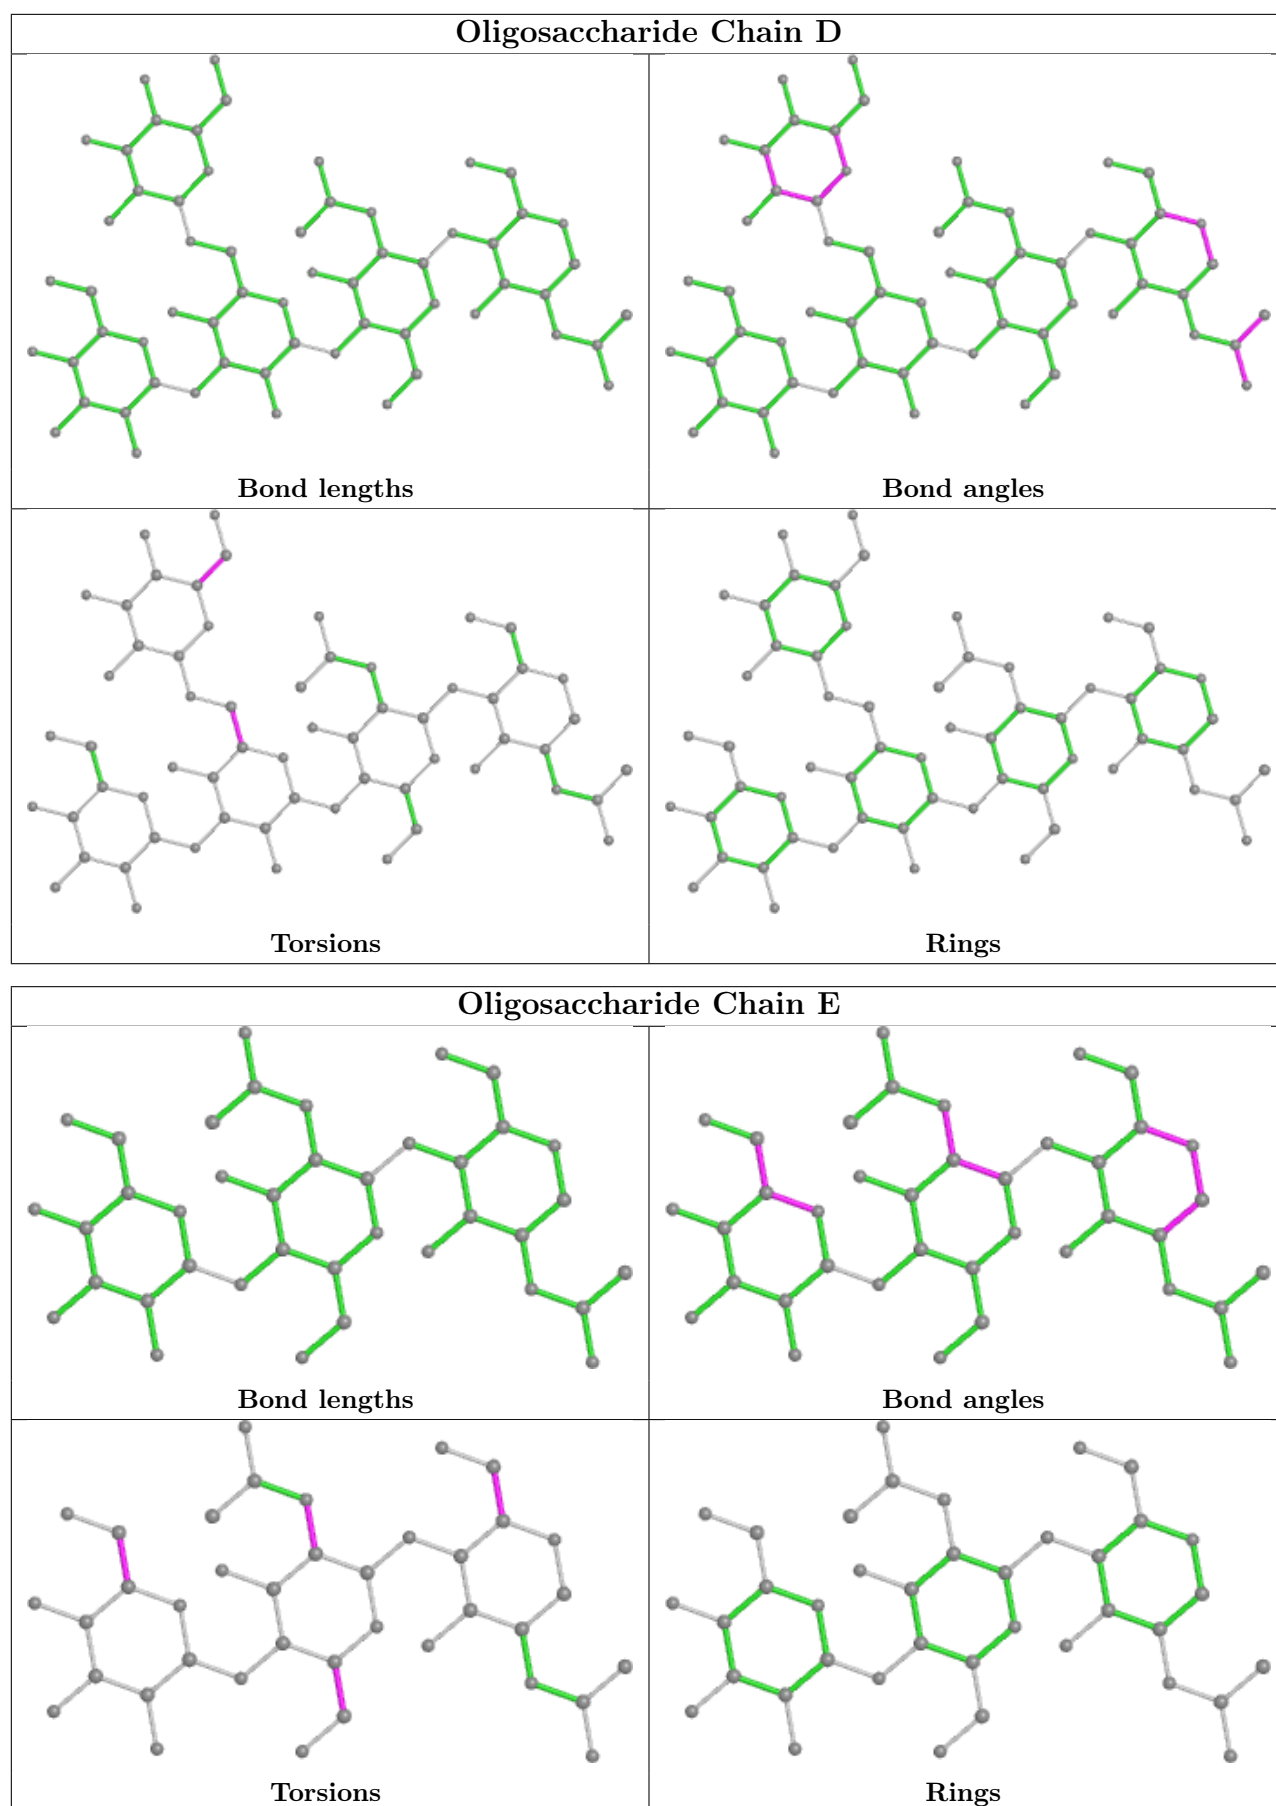 Oligosaccharide Chain D
Bond lengths
Bond angles
Torsions
Rings
Oligosaccharide Chain E
Bond lengths
Bond angles
Torsions
Rings